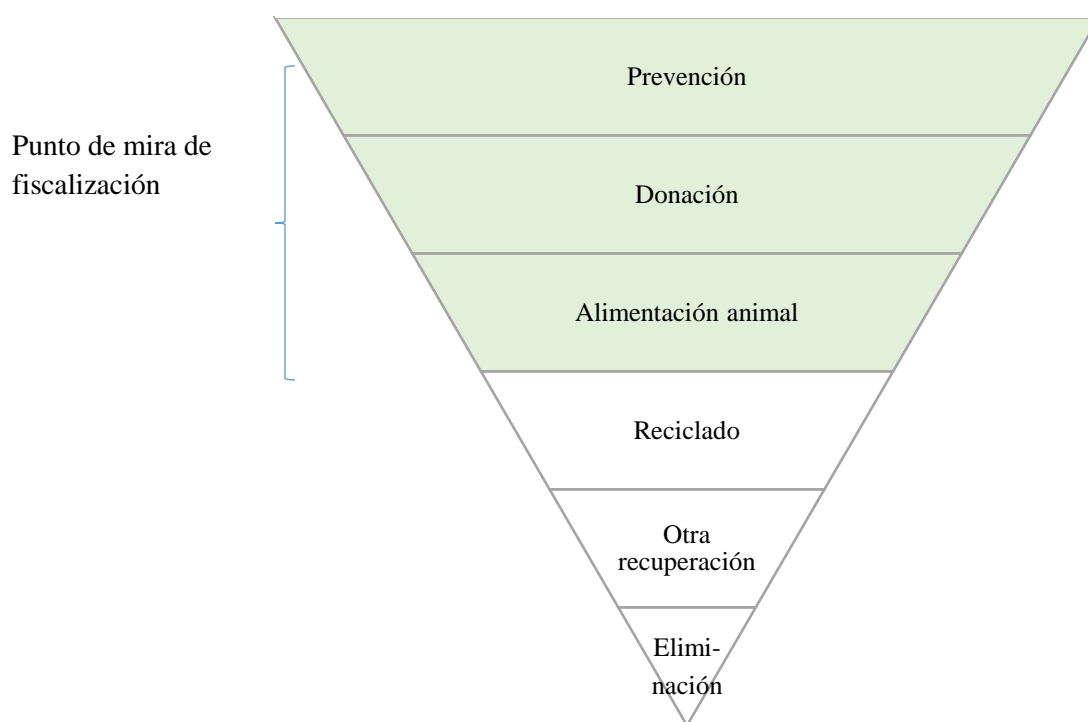 Prevención
Punto de mira de
fiscalización
Donación
Alimentación animal
Reciclado
Otra
recuperación
Elimi-
nación